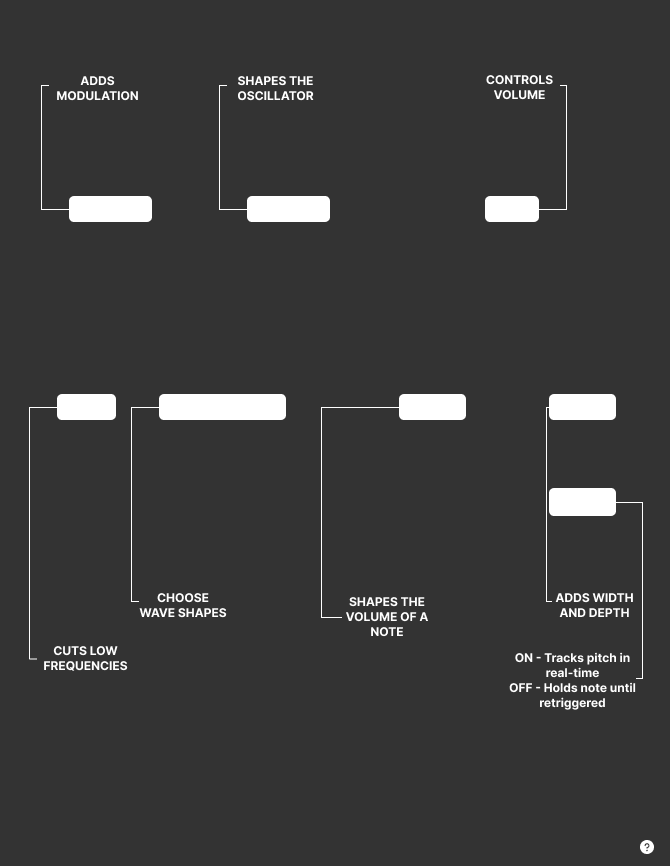 ADDS
MODULATION
SHAPES THE
OSCILLATOR
CONTROLS
VOLUME
CHOOSE
WAVE SHAPES
SHAPES THE
VOLUME OF A
NOTE
ADDS WIDTH
AND DEPTH
CUTS LOW
FREQUENCIES
ON - Tracks pitch in
real-time
OFF - Holds note until
retriggered
?